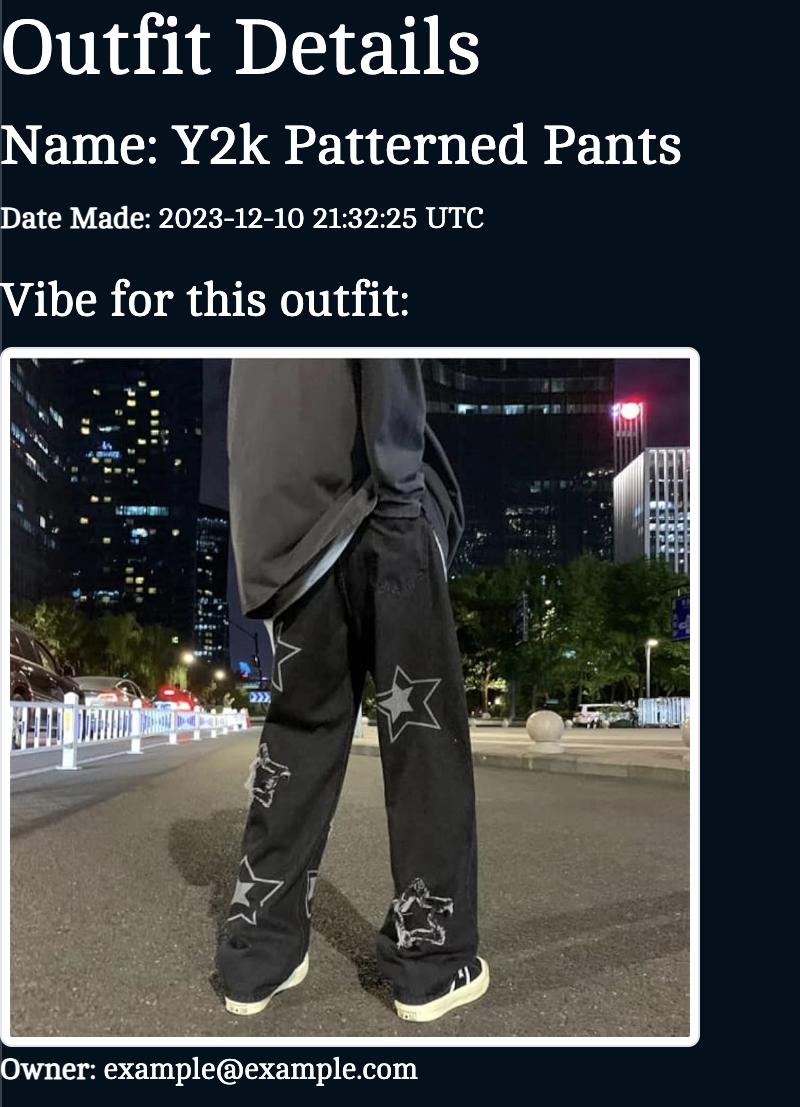 Outfit Details
Name: Y2k Patterned Pants
Date Made: 2023-12-10 21:32:25 UTC
Vibe for this outfit:
Owner: example@example.com